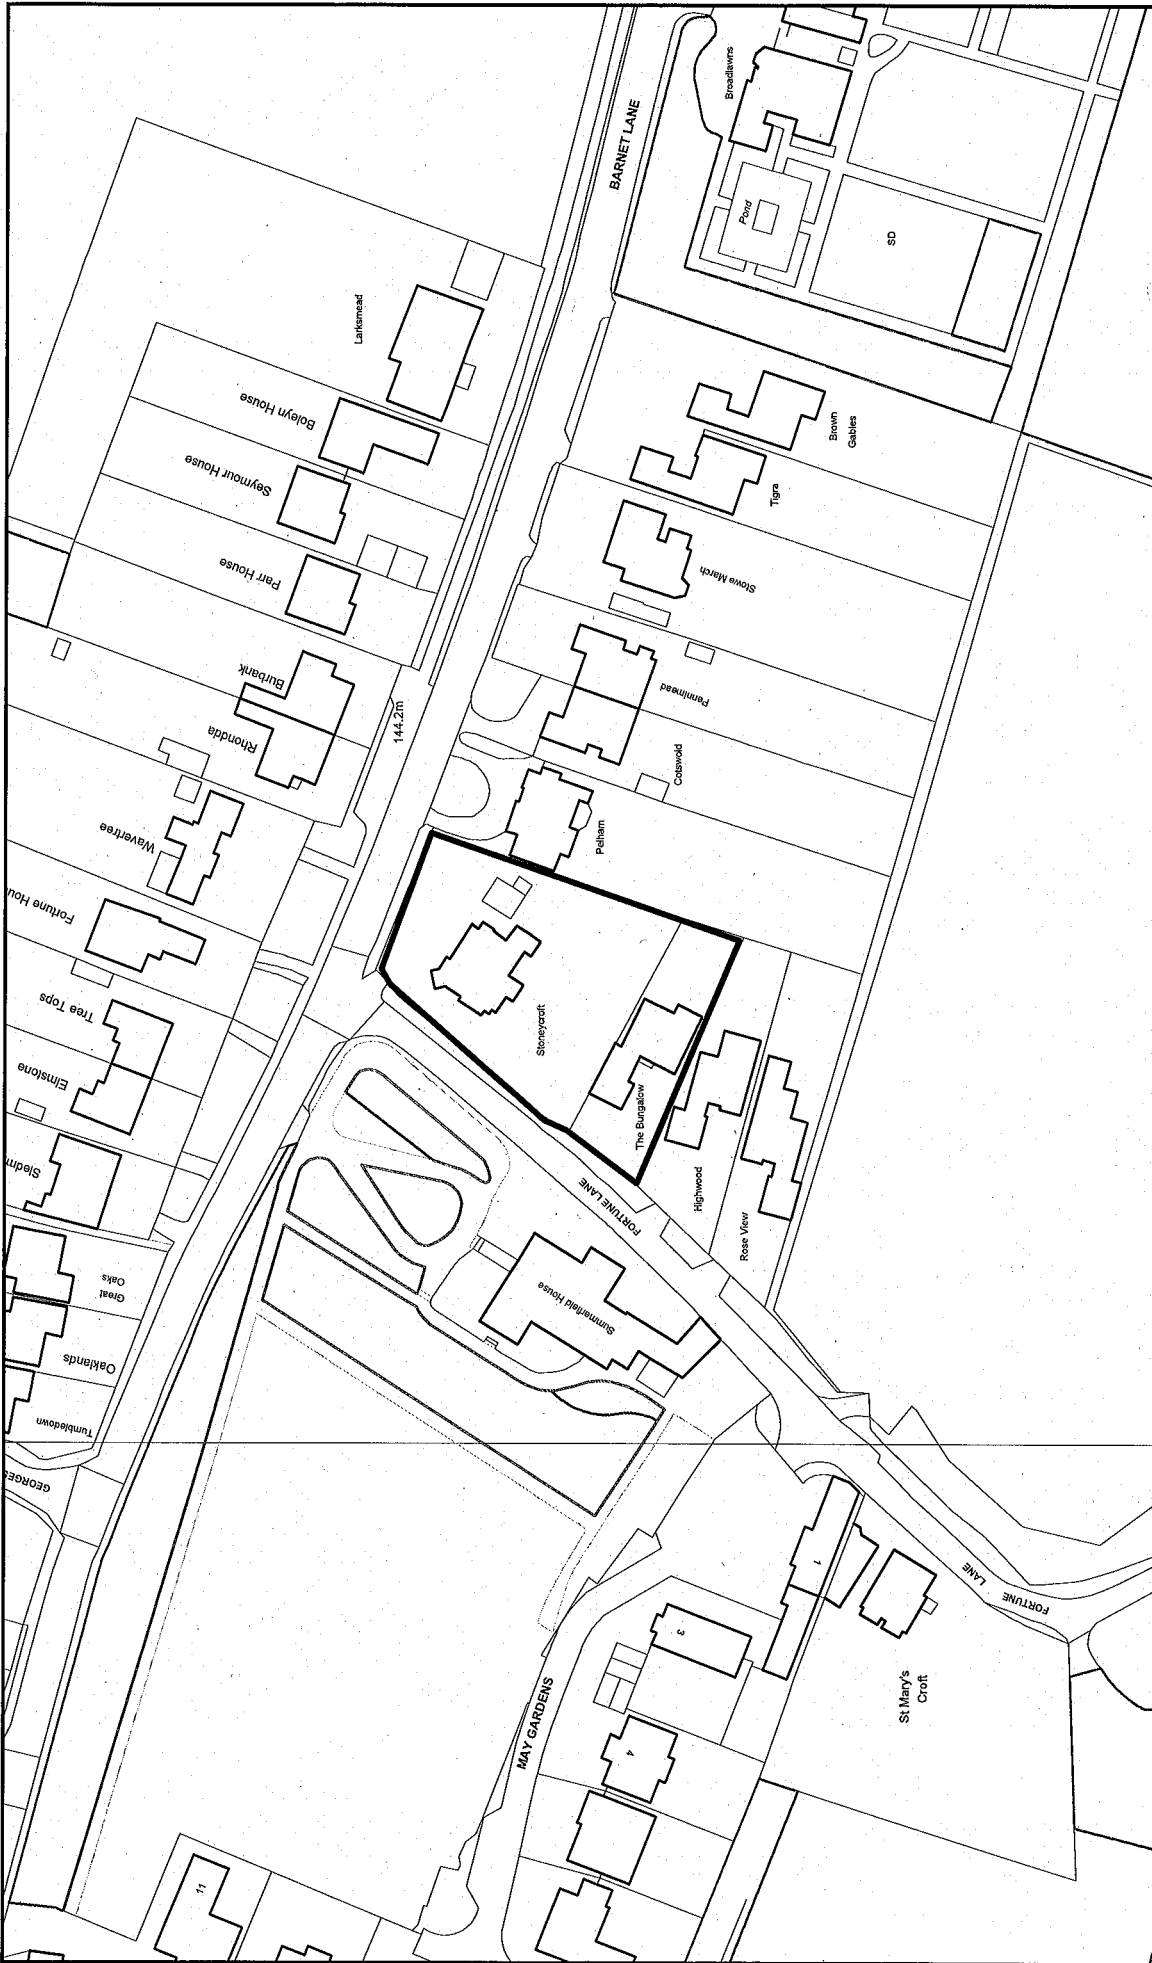 Broadlawns
BARNET LANE
Pond
SD
Larksmead
Boleyn House
Seymour House
Parr House
Burbank
Rhondda
144.2m
Wavertree
Fortune Hou
Tree Tops
Elmstone
Sledm
Great
Oaks
Oaklands
Tumbledown
GEORGES
Brown
Gables
Tigra
Stowe March
Pennimead
Cotswold
Pelham
Stoneycroft
The Bungalow
Highwood
Rose View
FORTUNE LANE
Summerfield House
FORTUNE
LANE
1
3
4
11
MAY GARDENS
St Mary's
Croft